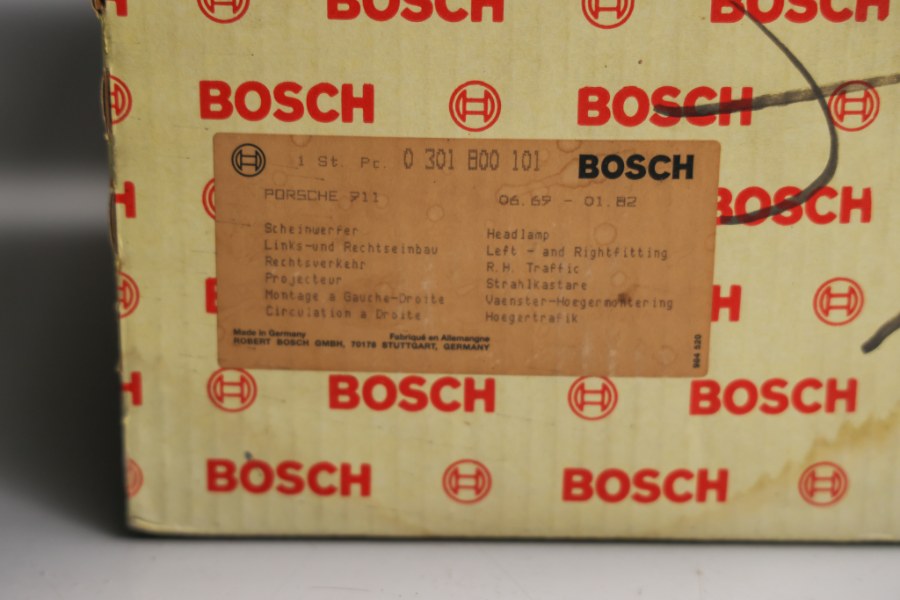 BOSCH BOSCH
BOSCH BOSCH
1 St. Pc. 0 301 800 101 BOSCH
PORSCHE 911 06.69 - 01.82
BOSCH
Scheinwerfer Headlamp
Links-und Rechtseinbau Left - and Rightfitting
Rechtsverkehr R.H. Traffic
Projecteur Strahlkastare
Montage a Gauche-Droite Vaenster-Hoegermontering
Circulation a Droite Hoegertrafik
Made in Germany Fabriqué en Allemagne
ROBERT BOSCH GMBH, 70178 STUTTGART, GERMANY
BOSCH BOSCH
BOSCH BOSCH